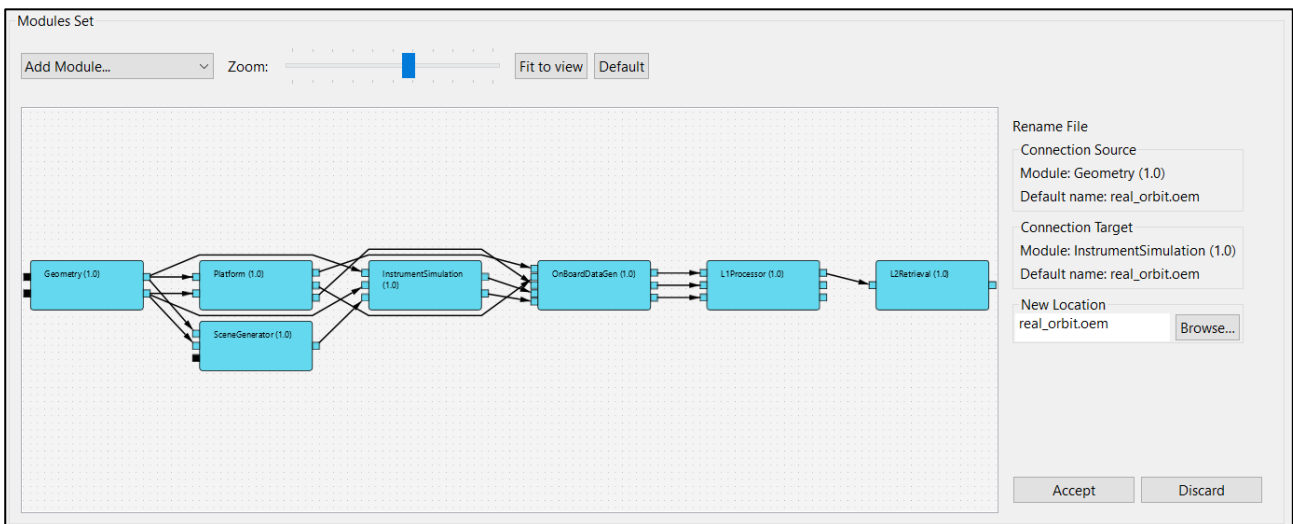 Modules Set
Add Module...
Zoom:
Fit to view
Default
Geometry (1.0)
Platform (1.0)
InstrumentSimulation
(1.0)
OnBoardDataGen (1.0)
L1Processor (1.0)
L2Retrieval (1.0)
SceneGenerator (1.0)
Rename File
Connection Source
Module: Geometry (1.0)
Default name: real_orbit.oem
Connection Target
Module: InstrumentSimulation (1.0)
Default name: real_orbit.oem
New Location
real_orbit.oem
Browse...
Accept
Discard